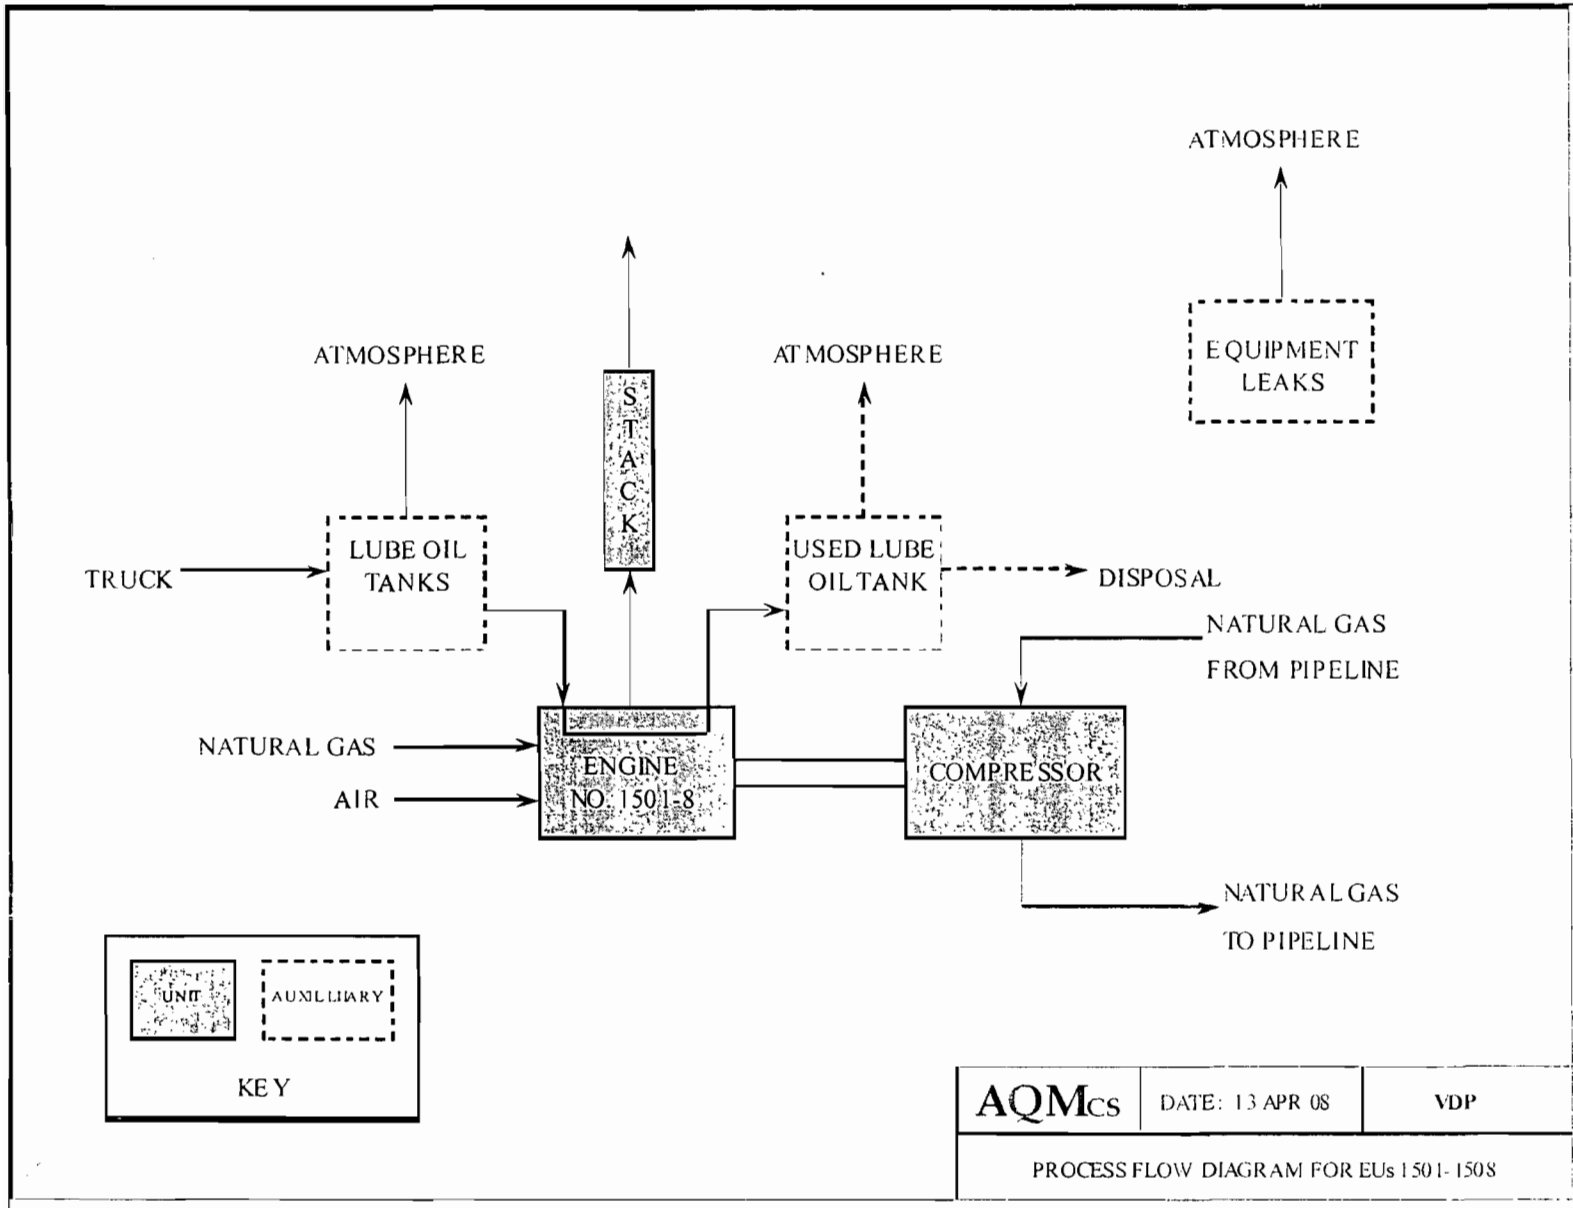 ATMOSPHERE
EQUIPMENT
LEAKS
ATMOSPHERE
STACK
ATMOSPHERE
TRUCK
LUBE OIL
TANKS
USED LUBE
OIL TANK
DISPOSAL
NATURAL GAS
FROM PIPELINE
NATURAL GAS
AIR
ENGINE
NO. 1501-8
COMPRESSOR
NATURAL GAS
TO PIPELINE
UNIT
AUXILLIARY
KEY
AQMCS
DATE: 13 APR 08
VDP
PROCESS FLOW DIAGRAM FOR EUs 1501-1508